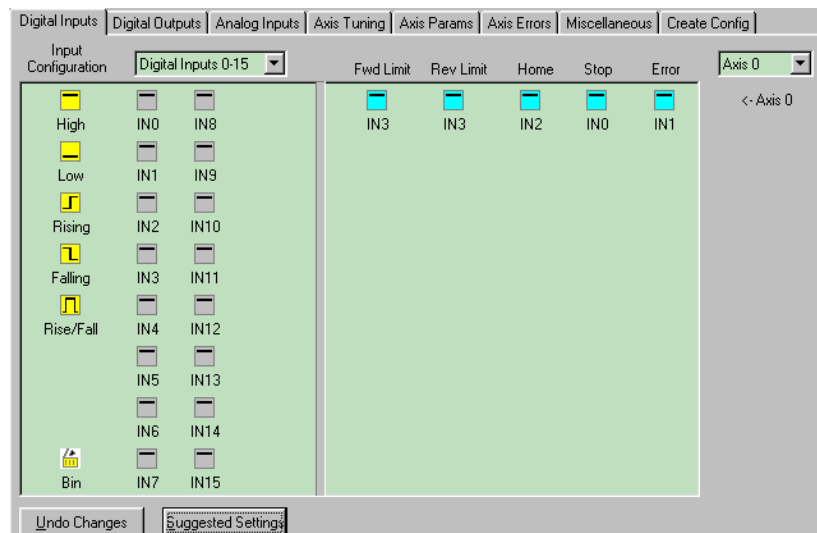 Digital Inputs Digital Outputs Analog Inputs Axis Tuning Axis Params Axis Errors Miscellaneous Create Config
Input
Configuration Digital Inputs 0-15 Fwd Limit Rev Limit Home Stop Error Axis 0
<- Axis 0
High IN0 IN8 IN3 IN3 IN2 IN0 IN1
Low IN1 IN9
Rising IN2 IN10
Falling IN3 IN11
Rise/Fall IN4 IN12
IN5 IN13
IN6 IN14
Bin IN7 IN15
Undo Changes Suggested Settings